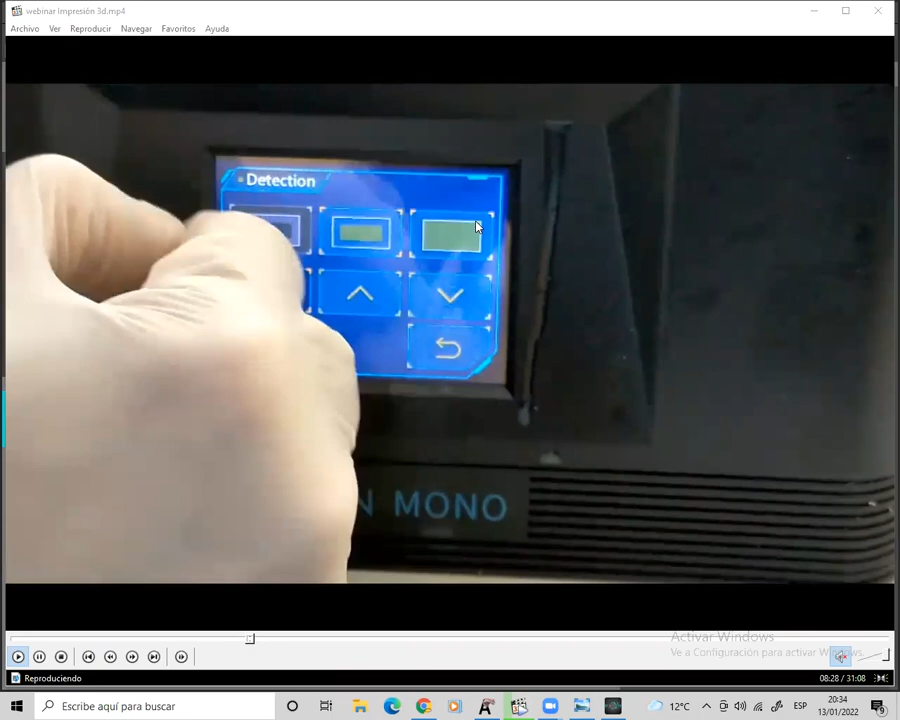 webinar Impresión 3d.mp4
Archivo Ver Reproducir Navegar Favoritos Ayuda
Detection
N MONO
Activar Windows
Ve a Configuración para activar Windows.
Reproduciendo
08:28 / 31:08
Escribe aquí para buscar
12°C
ESP
20:34
13/01/2022
9